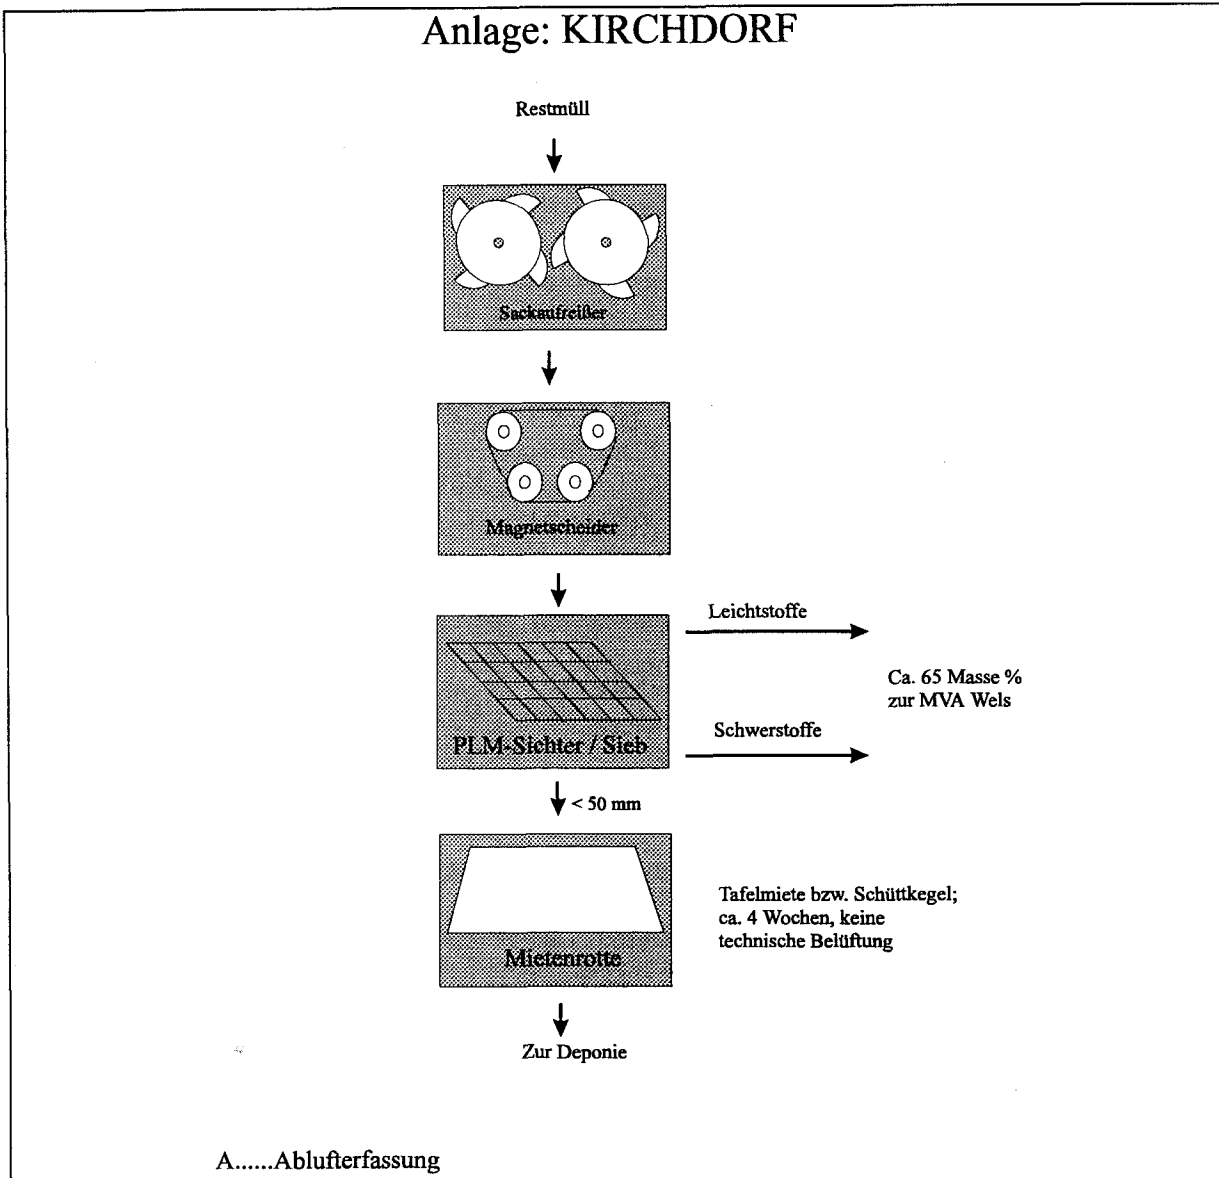 Anlage: KIRCHDORF
Restmüll
Sackaufreißer
Magnetscheider
Leichtstoffe
Ca. 65 Masse %
zur MVA Wels
Schwerstoffe
PLM-Sichter / Sieb
< 50 mm
Tafelmiete bzw. Schüttkegel;
ca. 4 Wochen, keine
technische Belüftung
Mietenrotte
Zur Deponie
A......Ablufterfassung